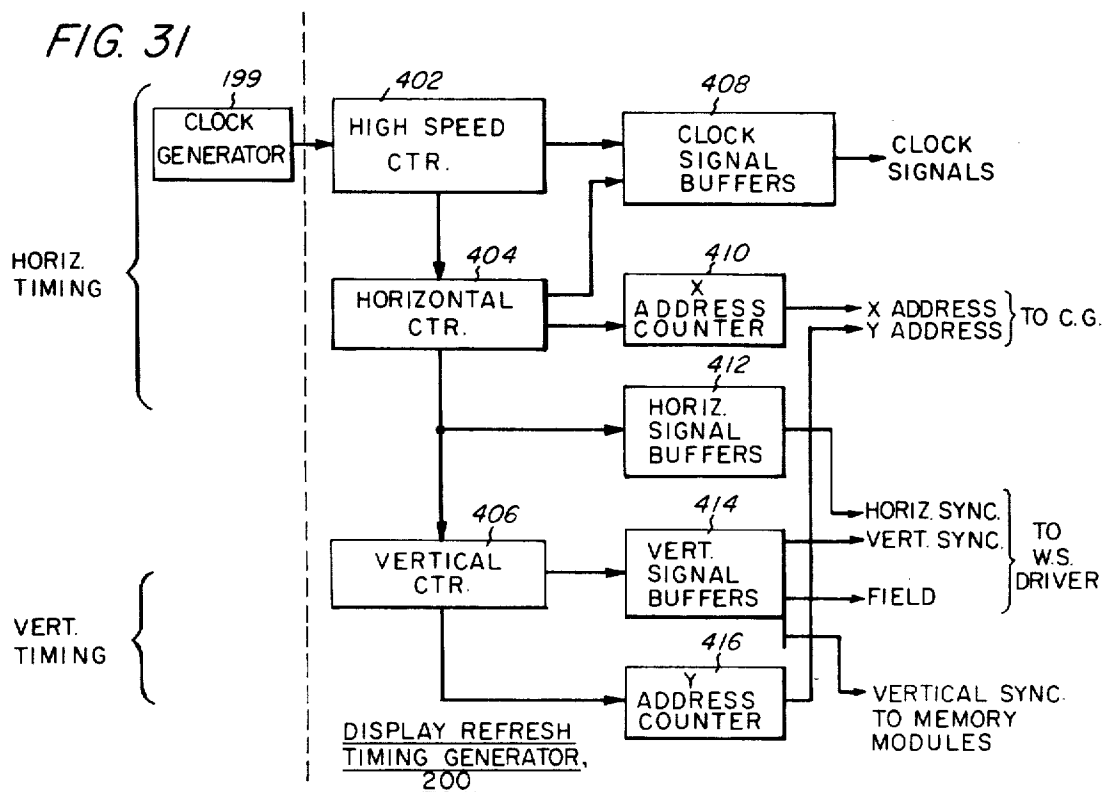 FIG. 31
199
CLOCK
GENERATOR
402
HIGH SPEED
CTR.
408
CLOCK
SIGNAL
BUFFERS
CLOCK
SIGNALS
HORIZ.
TIMING
404
HORIZONTAL
CTR.
410
X
ADDRESS
COUNTER
X ADDRESS
Y ADDRESS
TO C.G.
412
HORIZ.
SIGNAL
BUFFERS
406
VERTICAL
CTR.
414
VERT.
SIGNAL
BUFFERS
HORIZ. SYNC.
VERT. SYNC.
FIELD
TO
W.S.
DRIVER
VERT.
TIMING
416
Y
ADDRESS
COUNTER
VERTICAL SYNC.
TO MEMORY
MODULES
DISPLAY REFRESH
TIMING GENERATOR,
200